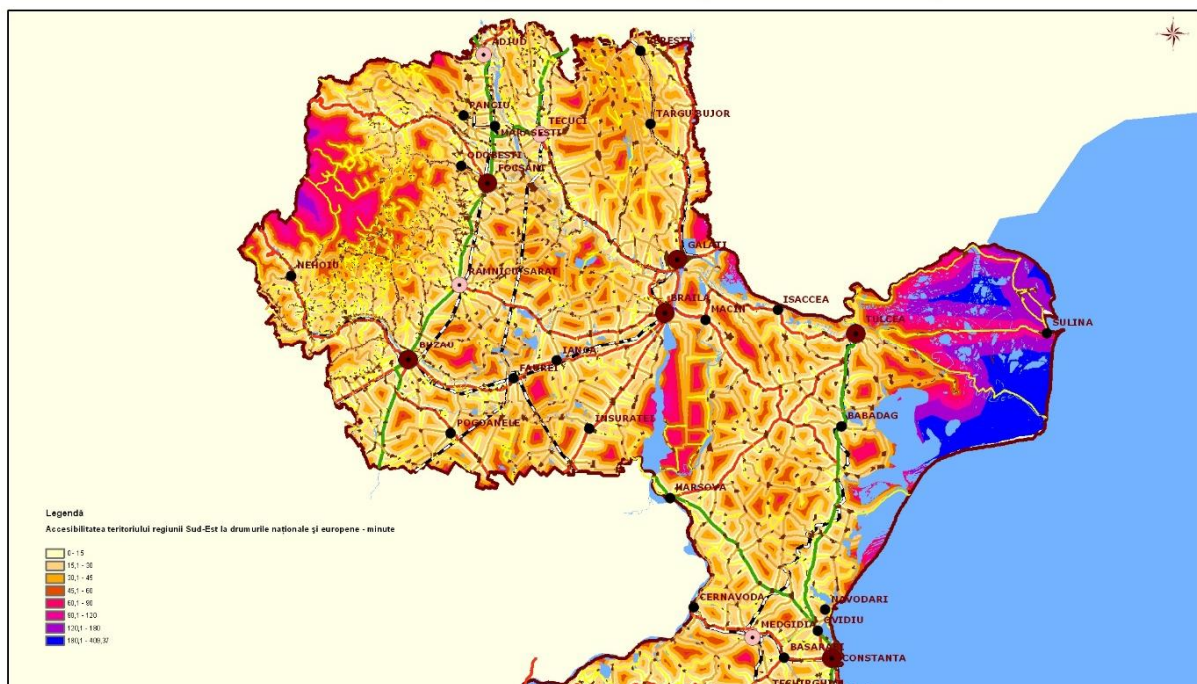 ADJUD
BERESTI
PANCIU
TARGU BUJOR
TECUCI
MARASESTI
ODOBESTI
FOCSANI
GALATI
NEHOIU
RAMNICU SARAT
ISACCEA
BRAILA
MACIN
TULCEA
SULINA
BUZAU
IANCA
FAUREI
BABADAG
INSURATEI
POGOANELE
HARSOVA
Legendă
Accesibilitatea teritoriului regiunii Sud-Est la drumurile naționale și europene - minute
0 - 15
15,1 - 30
30,1 - 45
45,1 - 60
60,1 - 90
90,1 - 120
120,1 - 180
180,1 - 409,37
CERNAVODA
NAVODARI
OVIDIU
MEDGIDIA
BASARABI
CONSTANTA